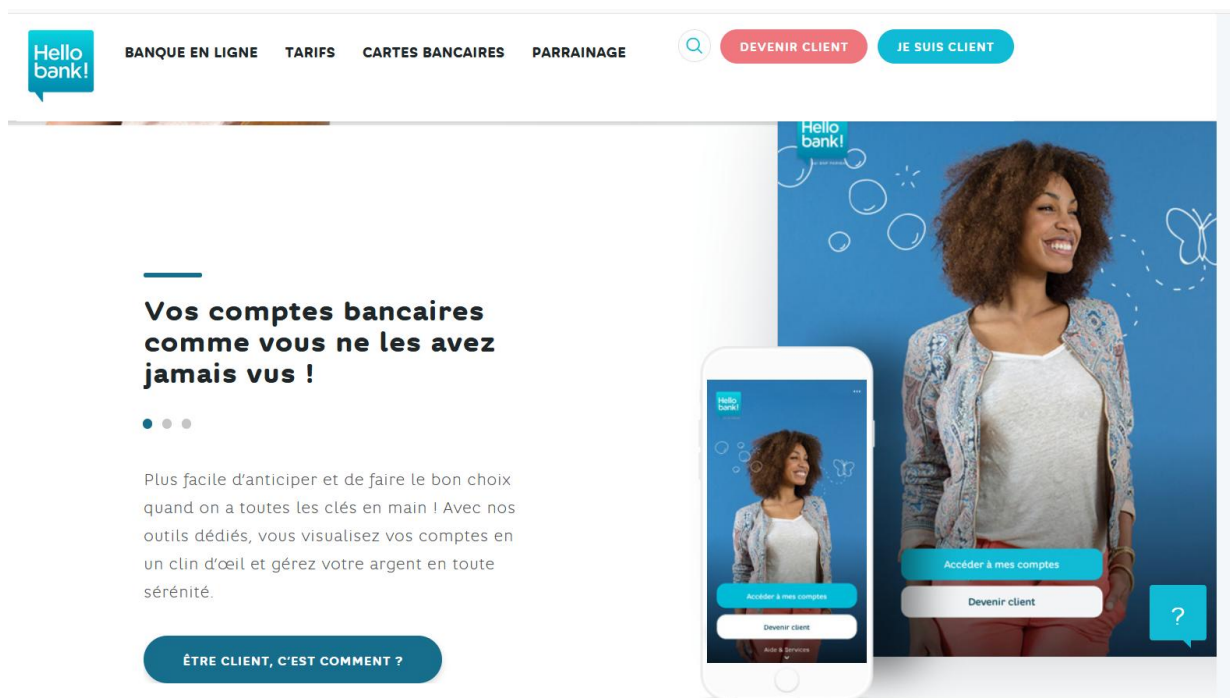 Hello
bank!
BANQUE EN LIGNE TARIFS CARTES BANCAIRES PARRAINAGE DEVENIR CLIENT JE SUIS CLIENT
Hello
bank!
Vos comptes bancaires
comme vous ne les avez
jamais vus !
Plus facile d'anticiper et de faire le bon choix
quand on a toutes les clés en main ! Avec nos
outils dédiés, vous visualisez vos comptes en
un clin d'œil et gérez votre argent en toute
sérénité.
ÊTRE CLIENT, C'EST COMMENT ?
Hello
bank!
Accéder à mes comptes
Devenir client
Aide & Services
Accéder à mes comptes
Devenir client
?